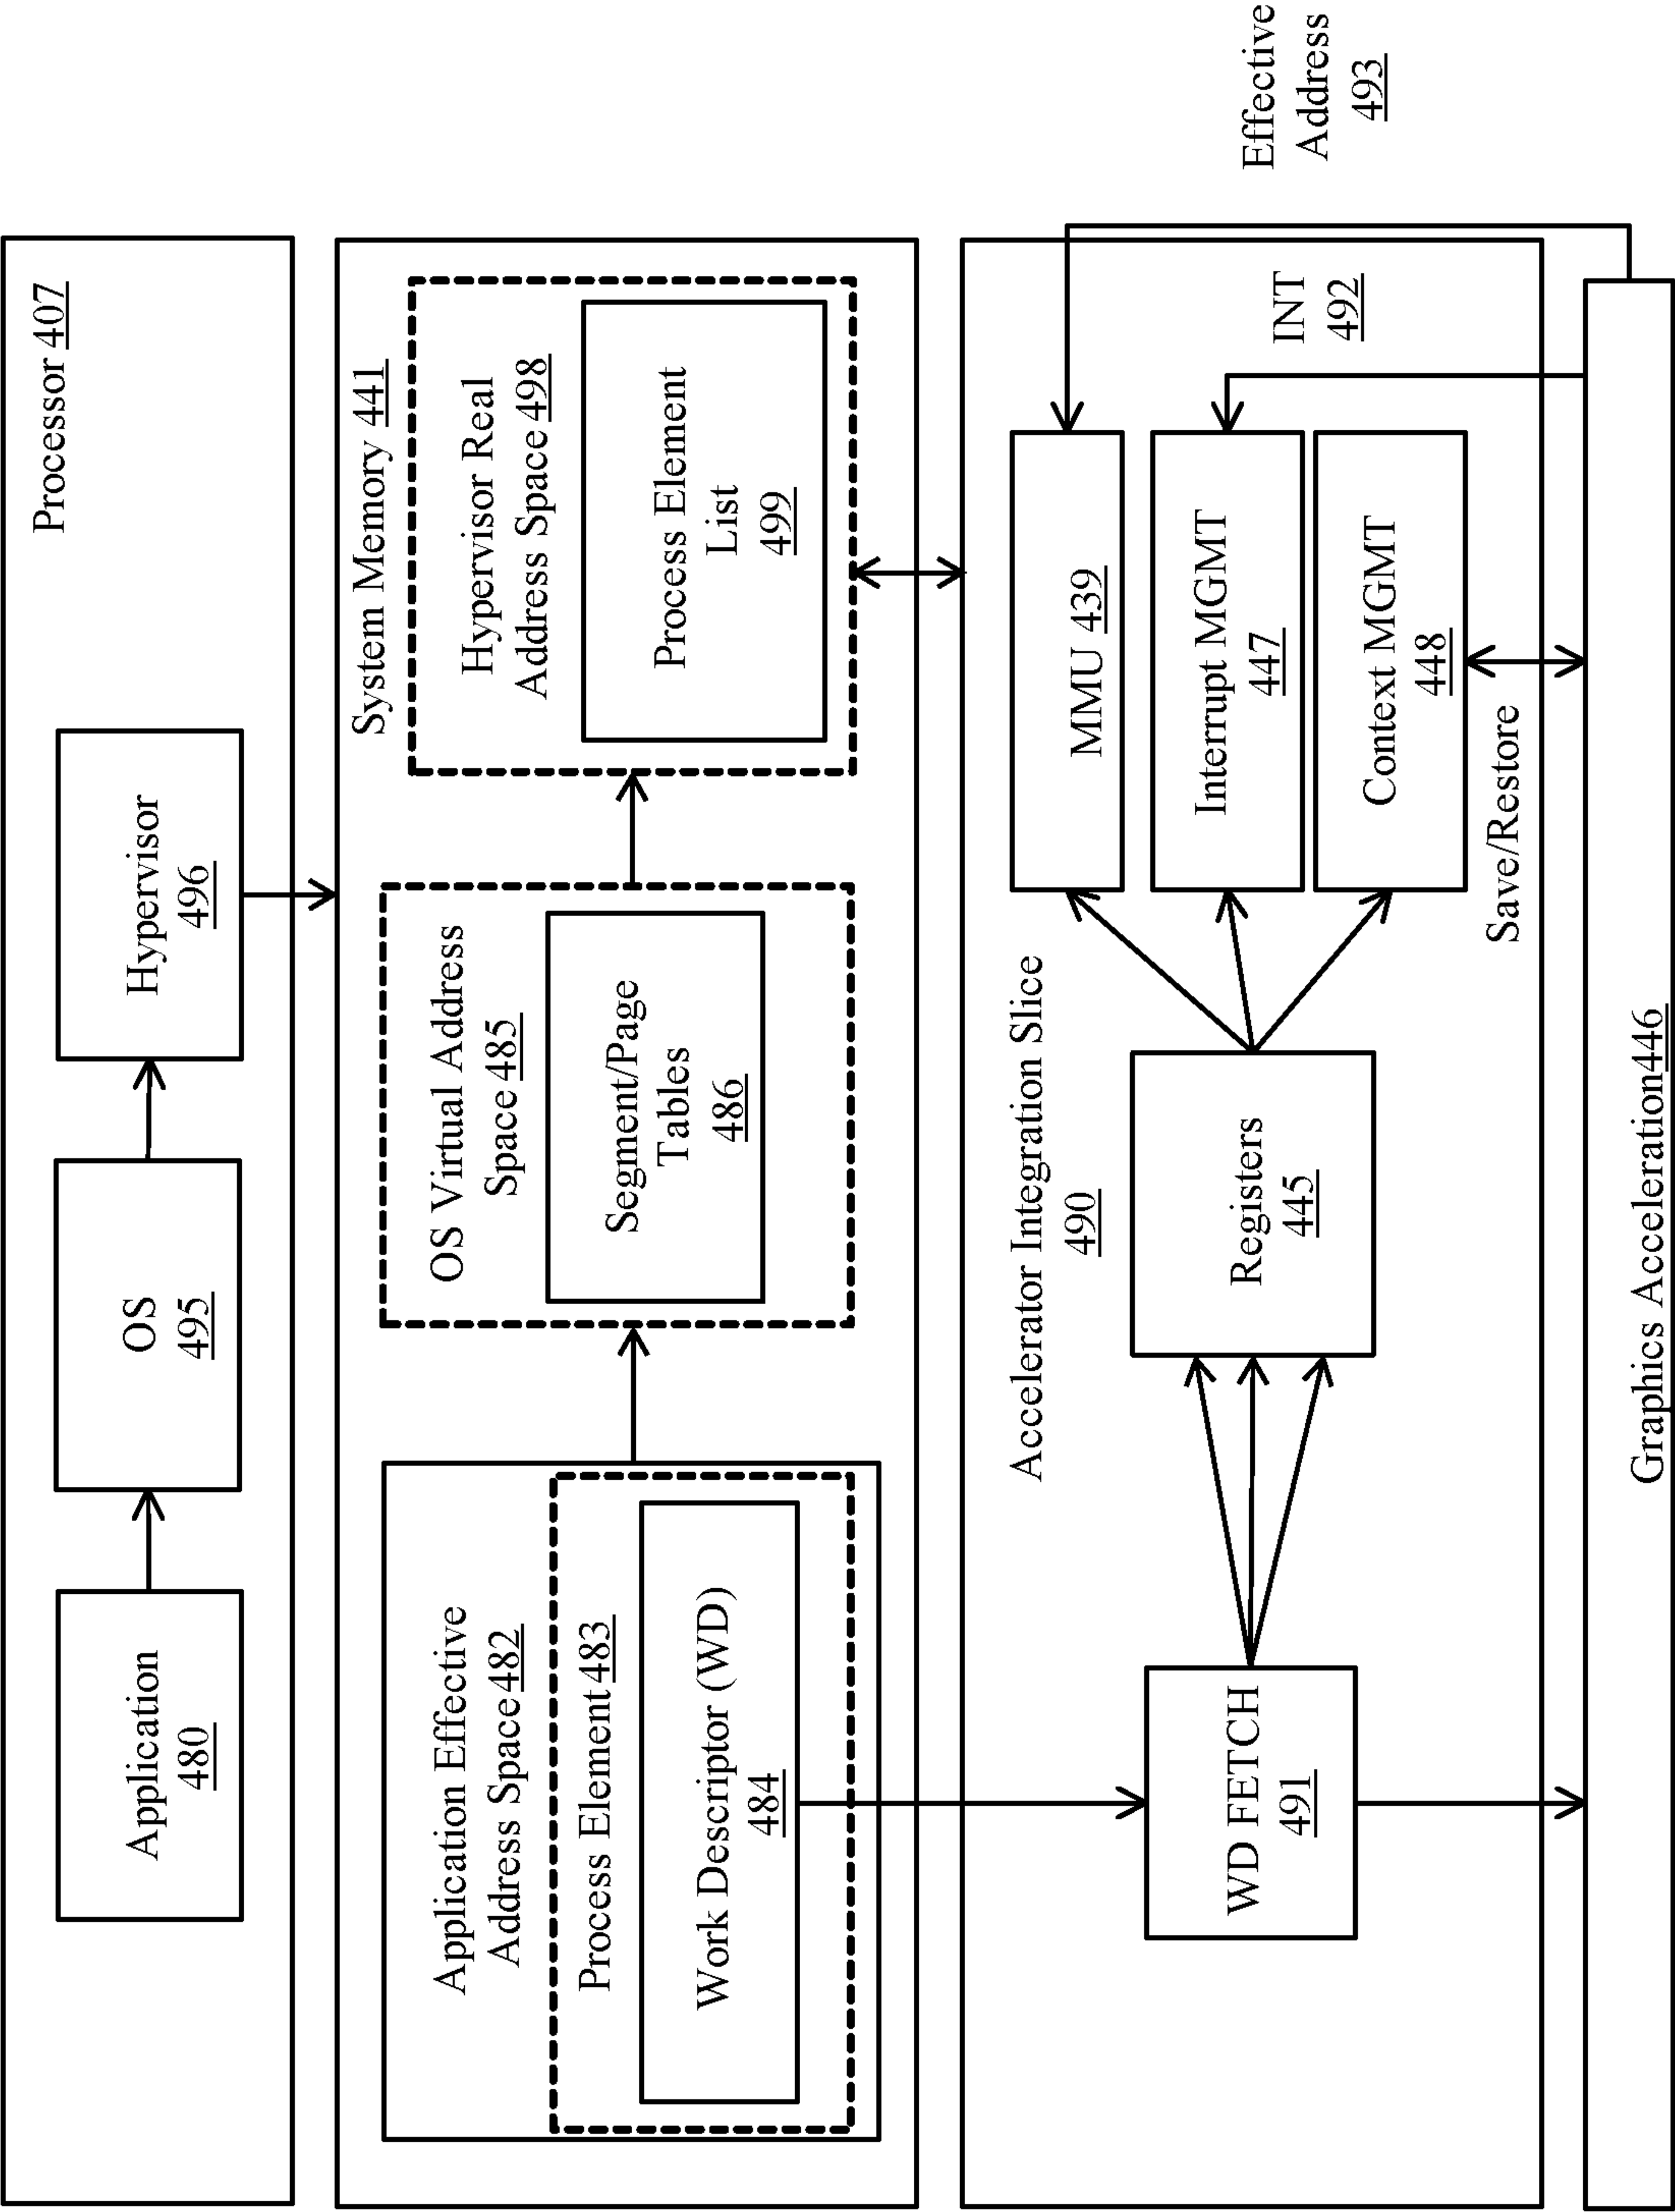 Processor 407
Application
480
OS
495
Hypervisor
496
System Memory 441
Application Effective
Address Space 482
Process Element 483
Work Descriptor (WD)
484
OS Virtual Address
Space 485
Segment/Page
Tables
486
Hypervisor Real
Address Space 498
Process Element
List
499
Accelerator Integration Slice
490
WD FETCH
491
Registers
445
MMU 439
Interrupt MGMT
447
Context MGMT
448
Save/Restore
INT
492
Effective
Address
493
Graphics Acceleration446